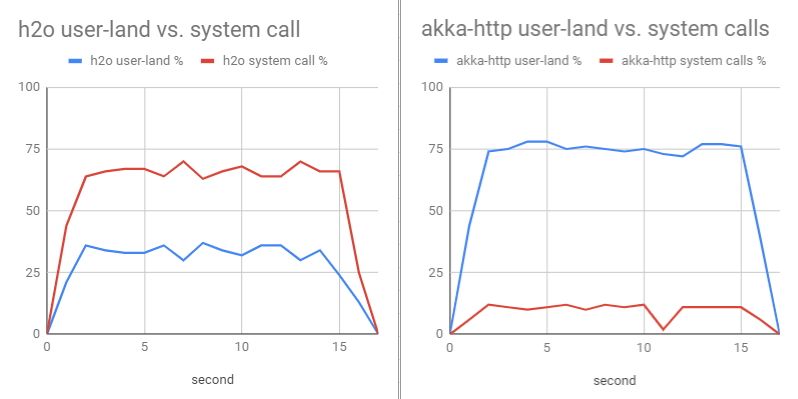 h2o user-land vs. system call
h2o user-land %
h2o system call %
100
75
50
25
0
0
5
10
15
second
akka-http user-land vs. system calls
akka-http user-land %
akka-http system calls %
100
75
50
25
0
0
5
10
15
second